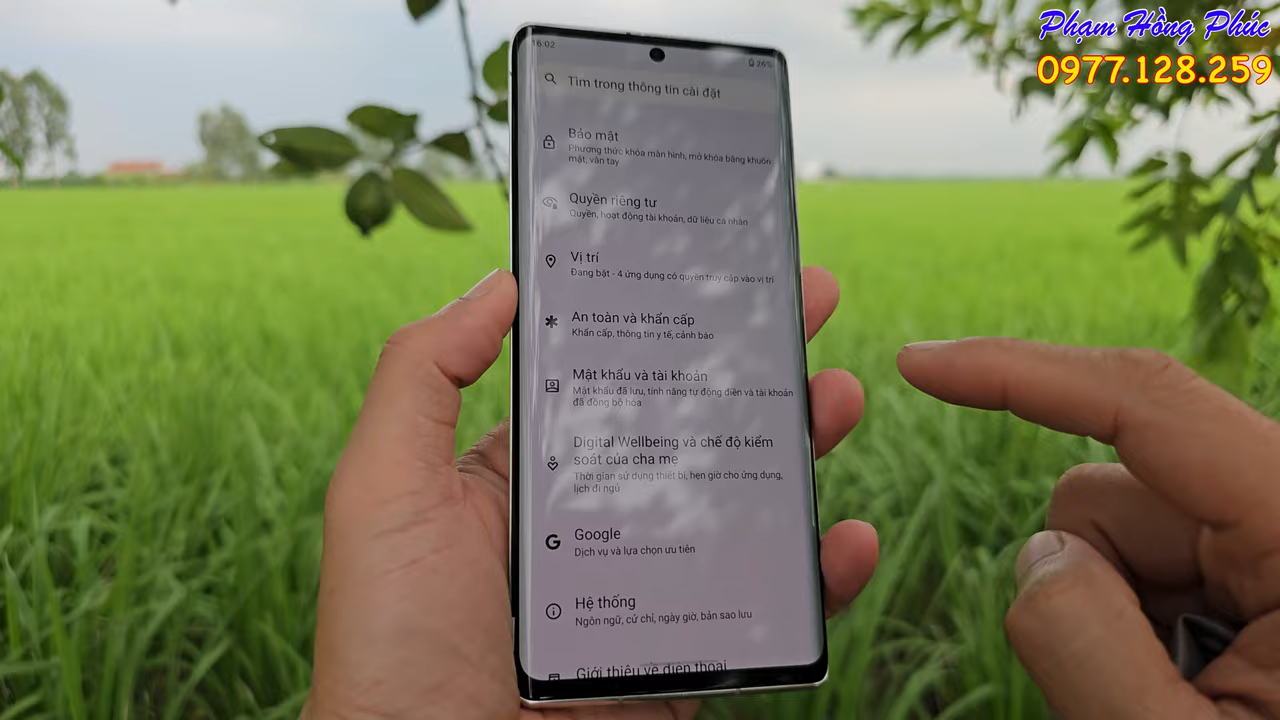 Phạm Hồng Phúc
0977.128.259
16:02
26%
Tìm trong thông tin cài đặt
Bảo mật
Phương thức khóa màn hình, mở khóa bằng khuôn
mặt, vân tay
Quyền riêng tư
Quyền, hoạt động tài khoản, dữ liệu cá nhân
Vị trí
Đang bật - 4 ứng dụng có quyền truy cập vào vị trí
An toàn và khẩn cấp
Khẩn cấp, thông tin y tế, cảnh báo
Mật khẩu và tài khoản
Mật khẩu đã lưu, tính năng tự động điền và tài khoản
đã đồng bộ hóa
Digital Wellbeing và chế độ kiểm
soát của cha mẹ
Thời gian sử dụng thiết bị, hẹn giờ cho ứng dụng,
lịch đi ngủ
Google
Dịch vụ và lựa chọn ưu tiên
Hệ thống
Ngôn ngữ, cử chỉ, ngày giờ, bản sao lưu
Giới thiệu về điện thoại